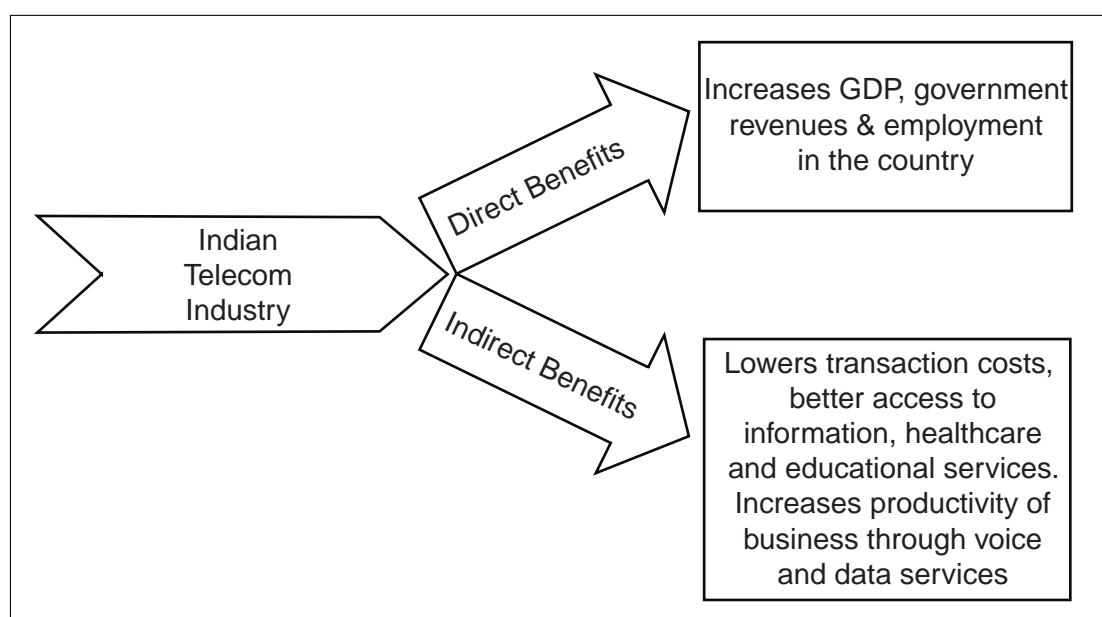 Indian
Telecom
Industry
Direct Benefits
Increases GDP, government
revenues & employment
in the country
Indirect Benefits
Lowers transaction costs,
better access to
information, healthcare
and educational services.
Increases productivity of
business through voice
and data services